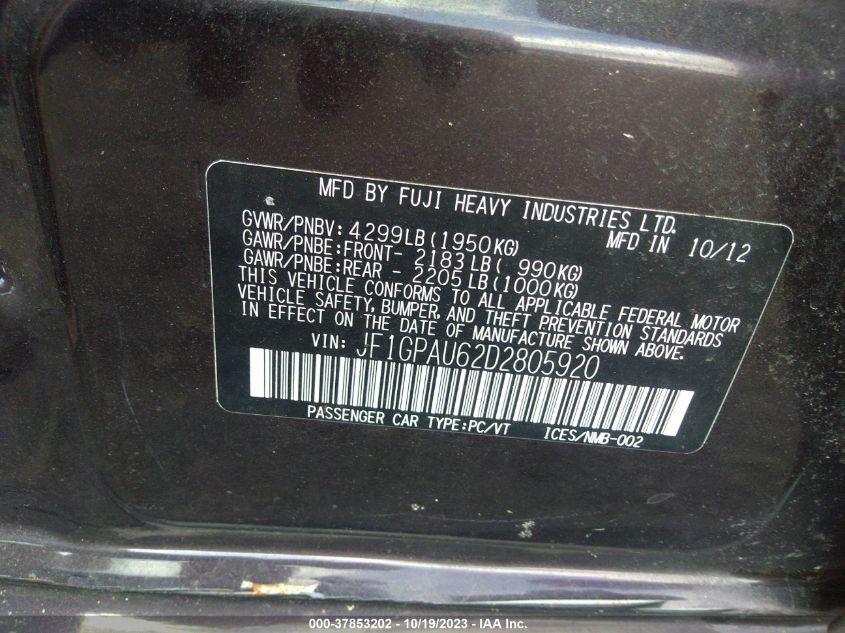 MFD BY FUJI HEAVY INDUSTRIES LTD.
GVWR/PNBV: 4299LB(1950KG) MFD IN 10/12
GAWR/PNBE:FRONT- 2183LB( 990KG)
GAWR/PNBE:REAR - 2205LB(1000KG)
THIS VEHICLE CONFORMS TO ALL APPLICABLE FEDERAL MOTOR
VEHICLE SAFETY, BUMPER, AND THEFT PREVENTION STANDARDS
IN EFFECT ON THE DATE OF MANUFACTURE SHOWN ABOVE.
VIN: JF1GPAU62D2805920
PASSENGER CAR TYPE:PC/VT ICES/NMB-002
000-37853202 - 10/19/2023 - IAA Inc.